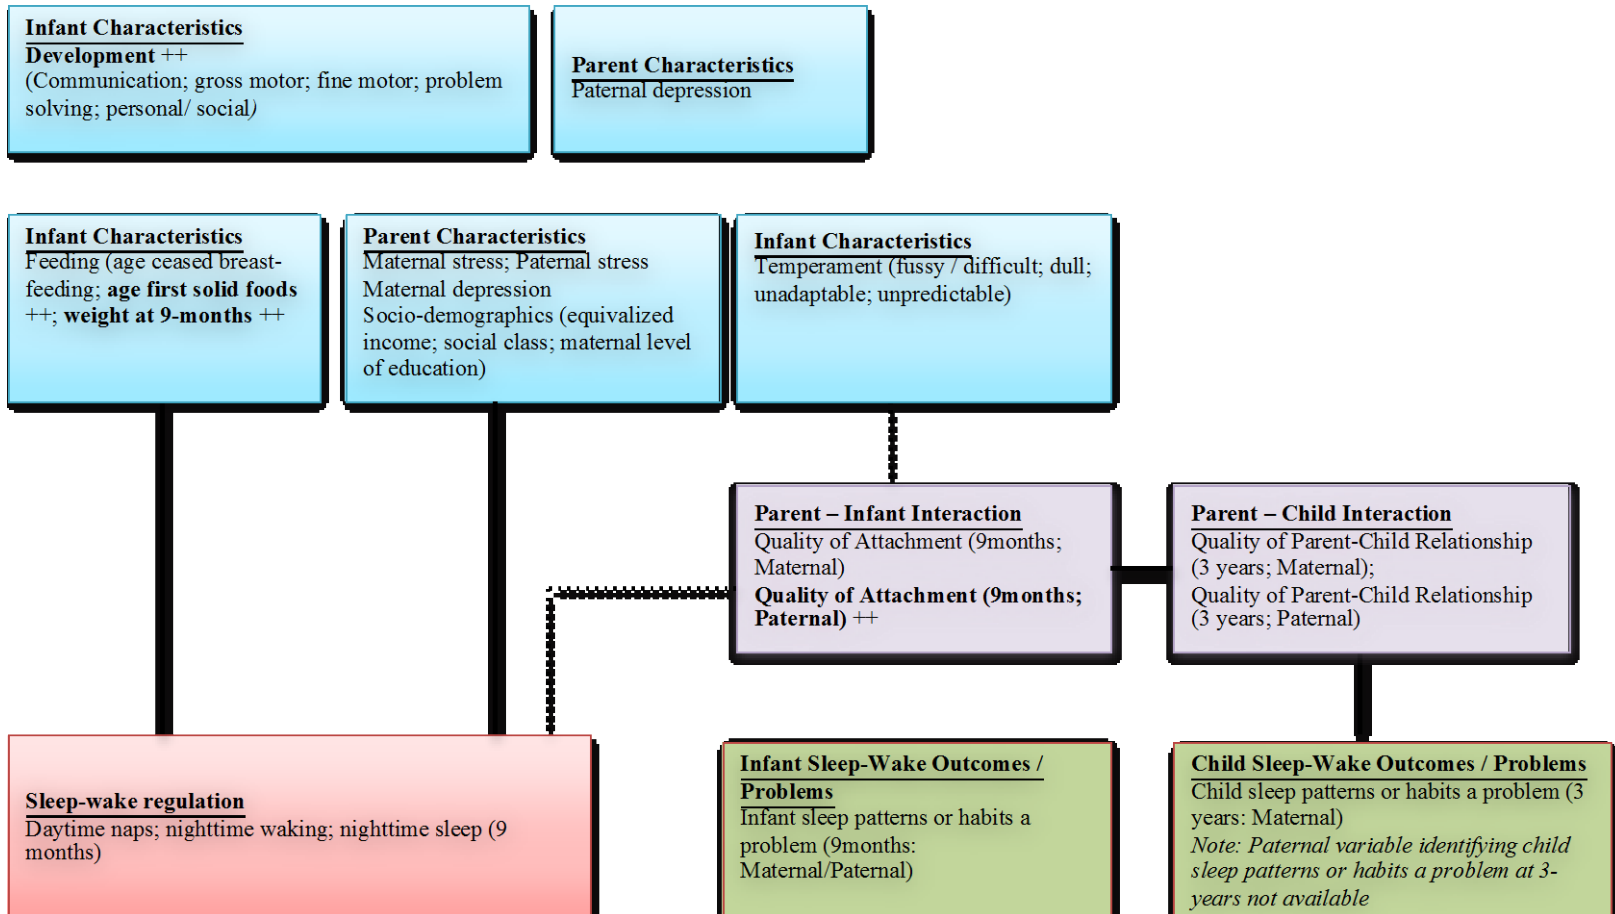 Infant Characteristics
Development ++
(Communication; gross motor; fine motor; problem
solving; personal/ social)
Parent Characteristics
Paternal depression
Infant Characteristics
Feeding (age ceased breast-
feeding; age first solid foods
++; weight at 9-months ++
Parent Characteristics
Maternal stress; Paternal stress
Maternal depression
Socio-demographics (equivalized
income; social class; maternal level
of education)
Infant Characteristics
Temperament (fussy / difficult; dull;
unadaptable; unpredictable)
Parent – Infant Interaction
Quality of Attachment (9months;
Maternal)
Quality of Attachment (9months;
Paternal) ++
Parent – Child Interaction
Quality of Parent-Child Relationship
(3 years; Maternal);
Quality of Parent-Child Relationship
(3 years; Paternal)
Sleep-wake regulation
Daytime naps; nighttime waking; nighttime sleep (9
months)
Infant Sleep-Wake Outcomes /
Problems
Infant sleep patterns or habits a
problem (9months:
Maternal/Paternal)
Child Sleep-Wake Outcomes / Problems
Child sleep patterns or habits a problem (3
years: Maternal)
Note: Paternal variable identifying child
sleep patterns or habits a problem at 3-
years not available